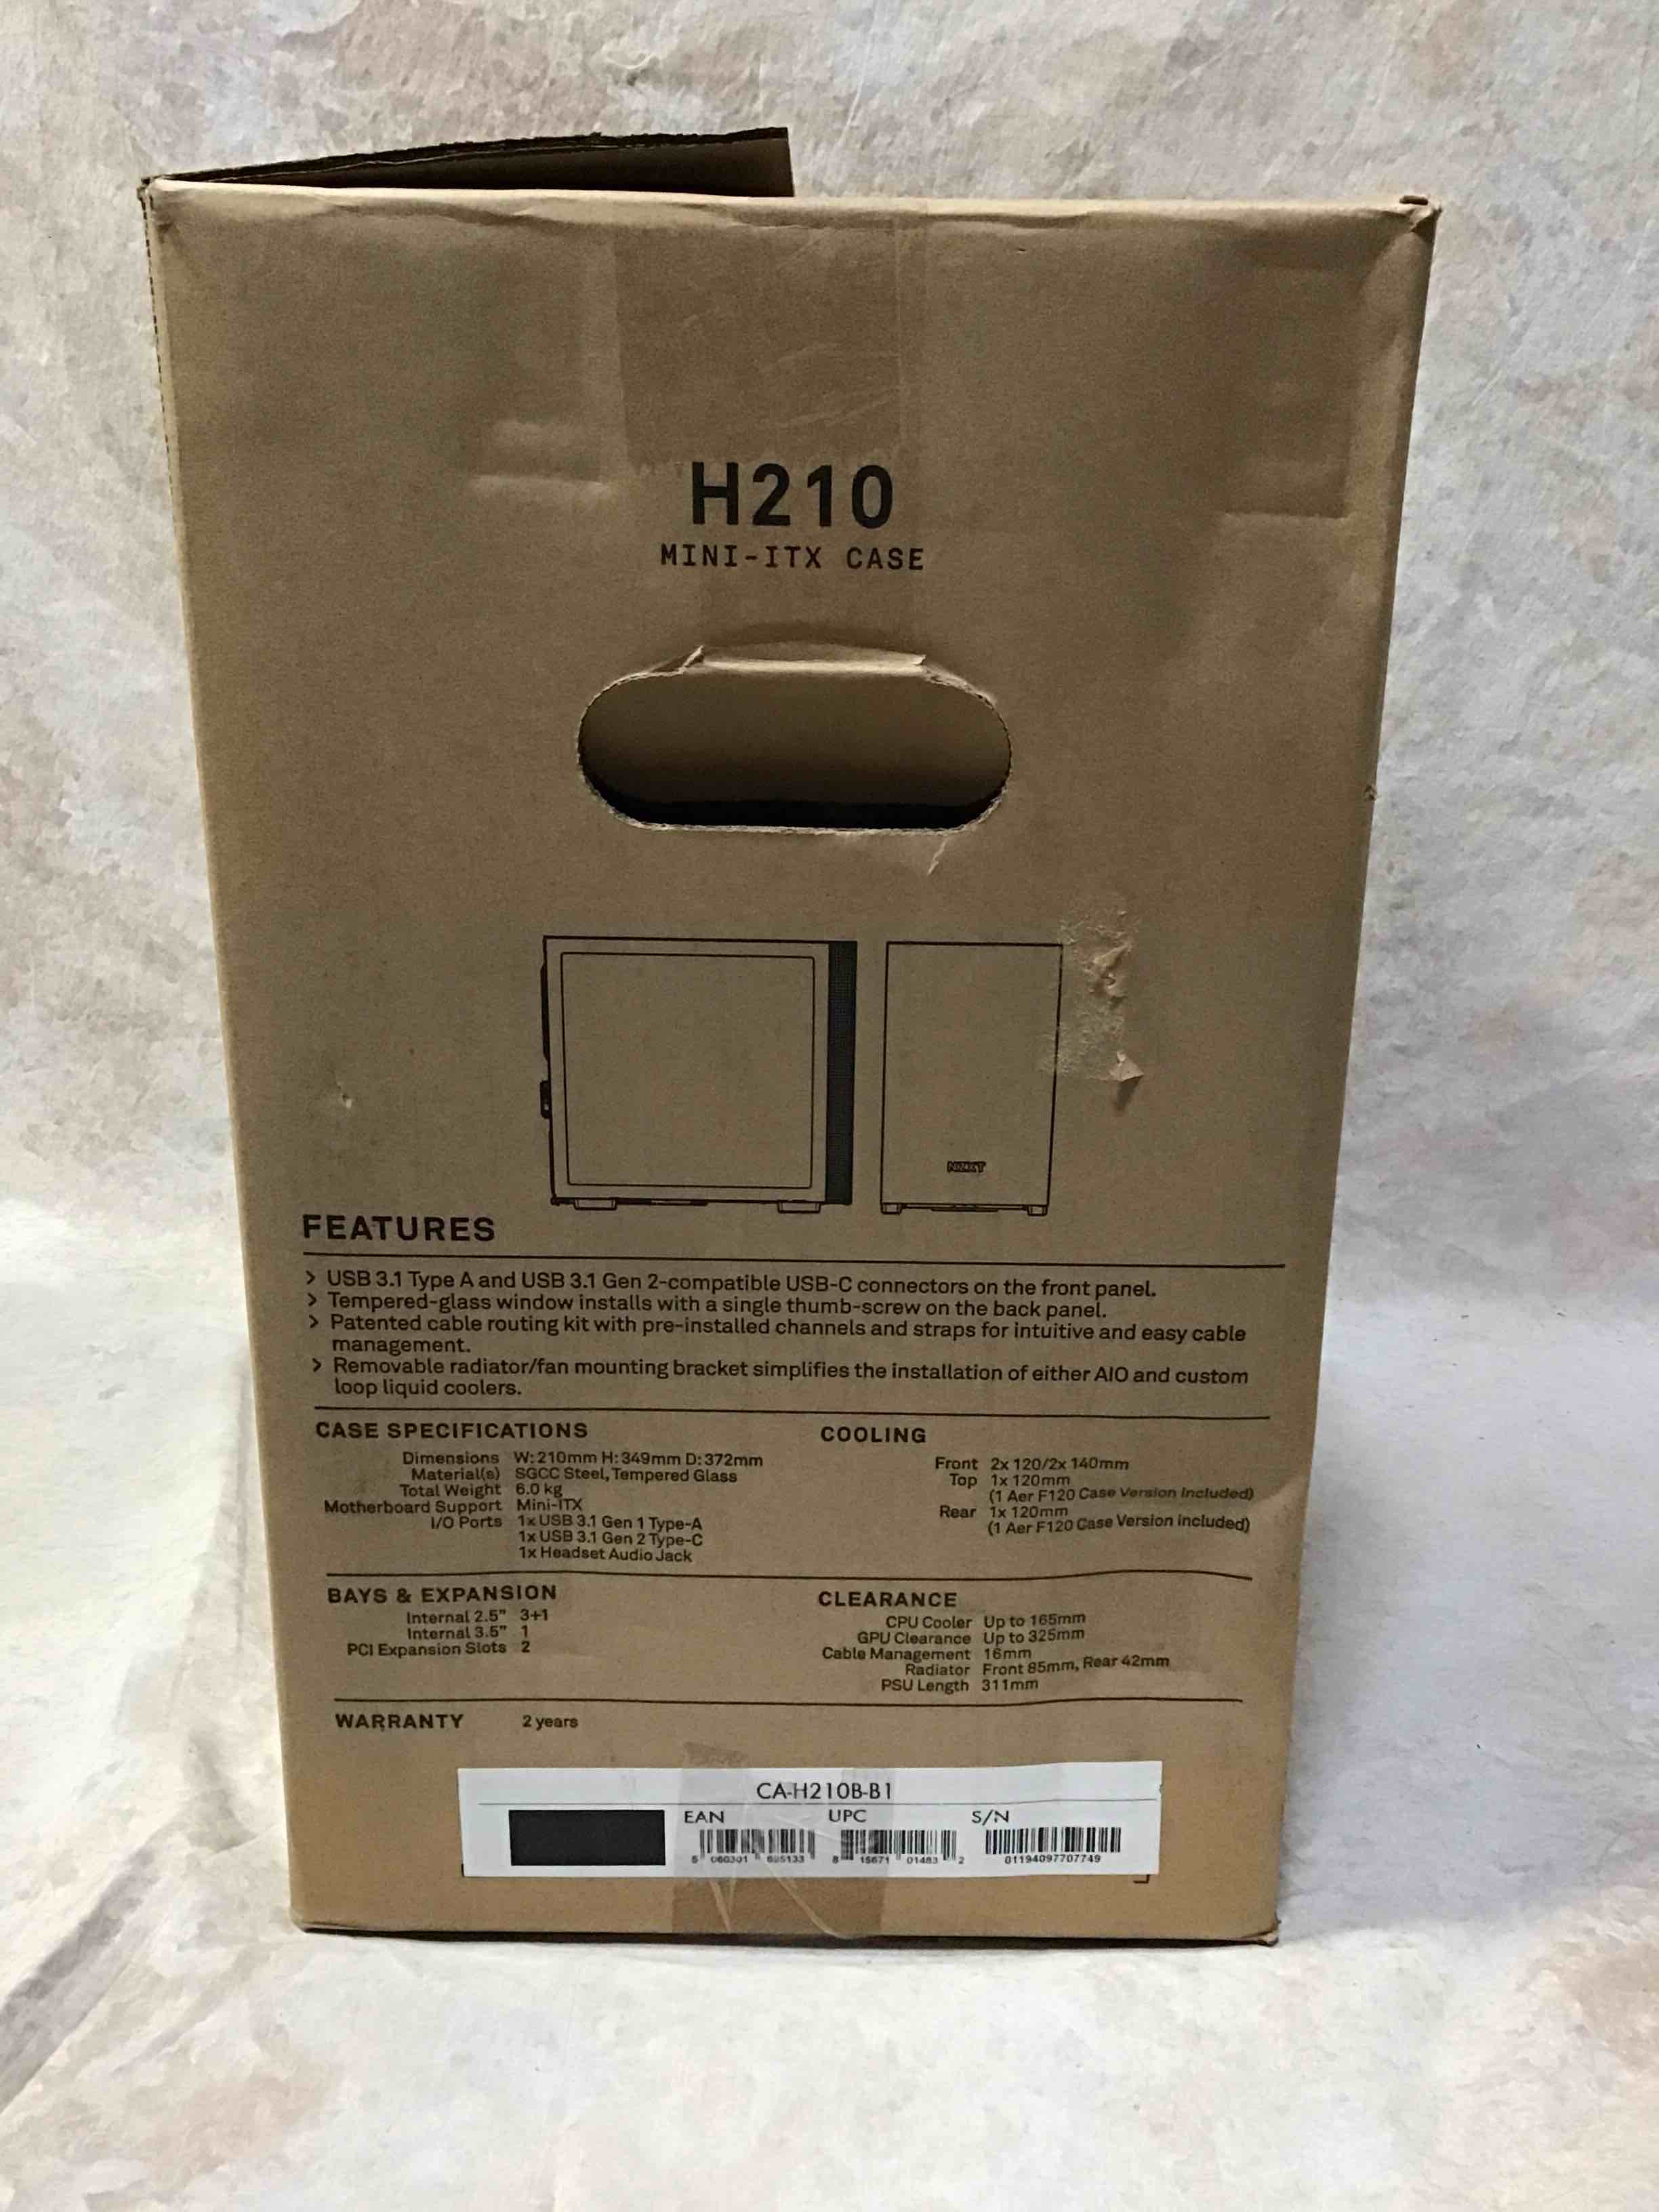 H210
MINI-ITX CASE
NZXT
FEATURES
> USB 3.1 Type A and USB 3.1 Gen 2-compatible USB-C connectors on the front panel.
> Tempered-glass window installs with a single thumb-screw on the back panel.
> Patented cable routing kit with pre-installed channels and straps for intuitive and easy cable
management.
> Removable radiator/fan mounting bracket simplifies the installation of either AIO and custom
loop liquid coolers.
CASE SPECIFICATIONS
Dimensions W: 210mm H: 349mm D: 372mm
Material(s) SGCC Steel, Tempered Glass
Total Weight 6.0 kg
Motherboard Support Mini-ITX
I/O Ports 1x USB 3.1 Gen 1 Type-A
1x USB 3.1 Gen 2 Type-C
1x Headset Audio Jack
COOLING
Front 2x 120/2x 140mm
Top 1x 120mm
(1 Aer F120 Case Version included)
Rear 1x 120mm
(1 Aer F120 Case Version included)
BAYS & EXPANSION
Internal 2.5" 3+1
Internal 3.5" 1
PCI Expansion Slots 2
CLEARANCE
CPU Cooler Up to 165mm
GPU Clearance Up to 325mm
Cable Management 16mm
Radiator Front 85mm, Rear 42mm
PSU Length 311mm
WARRANTY 2 years
CA-H210B-B1
EAN UPC S/N
5 060301 695133 8 15671 01483 2 01194097707749